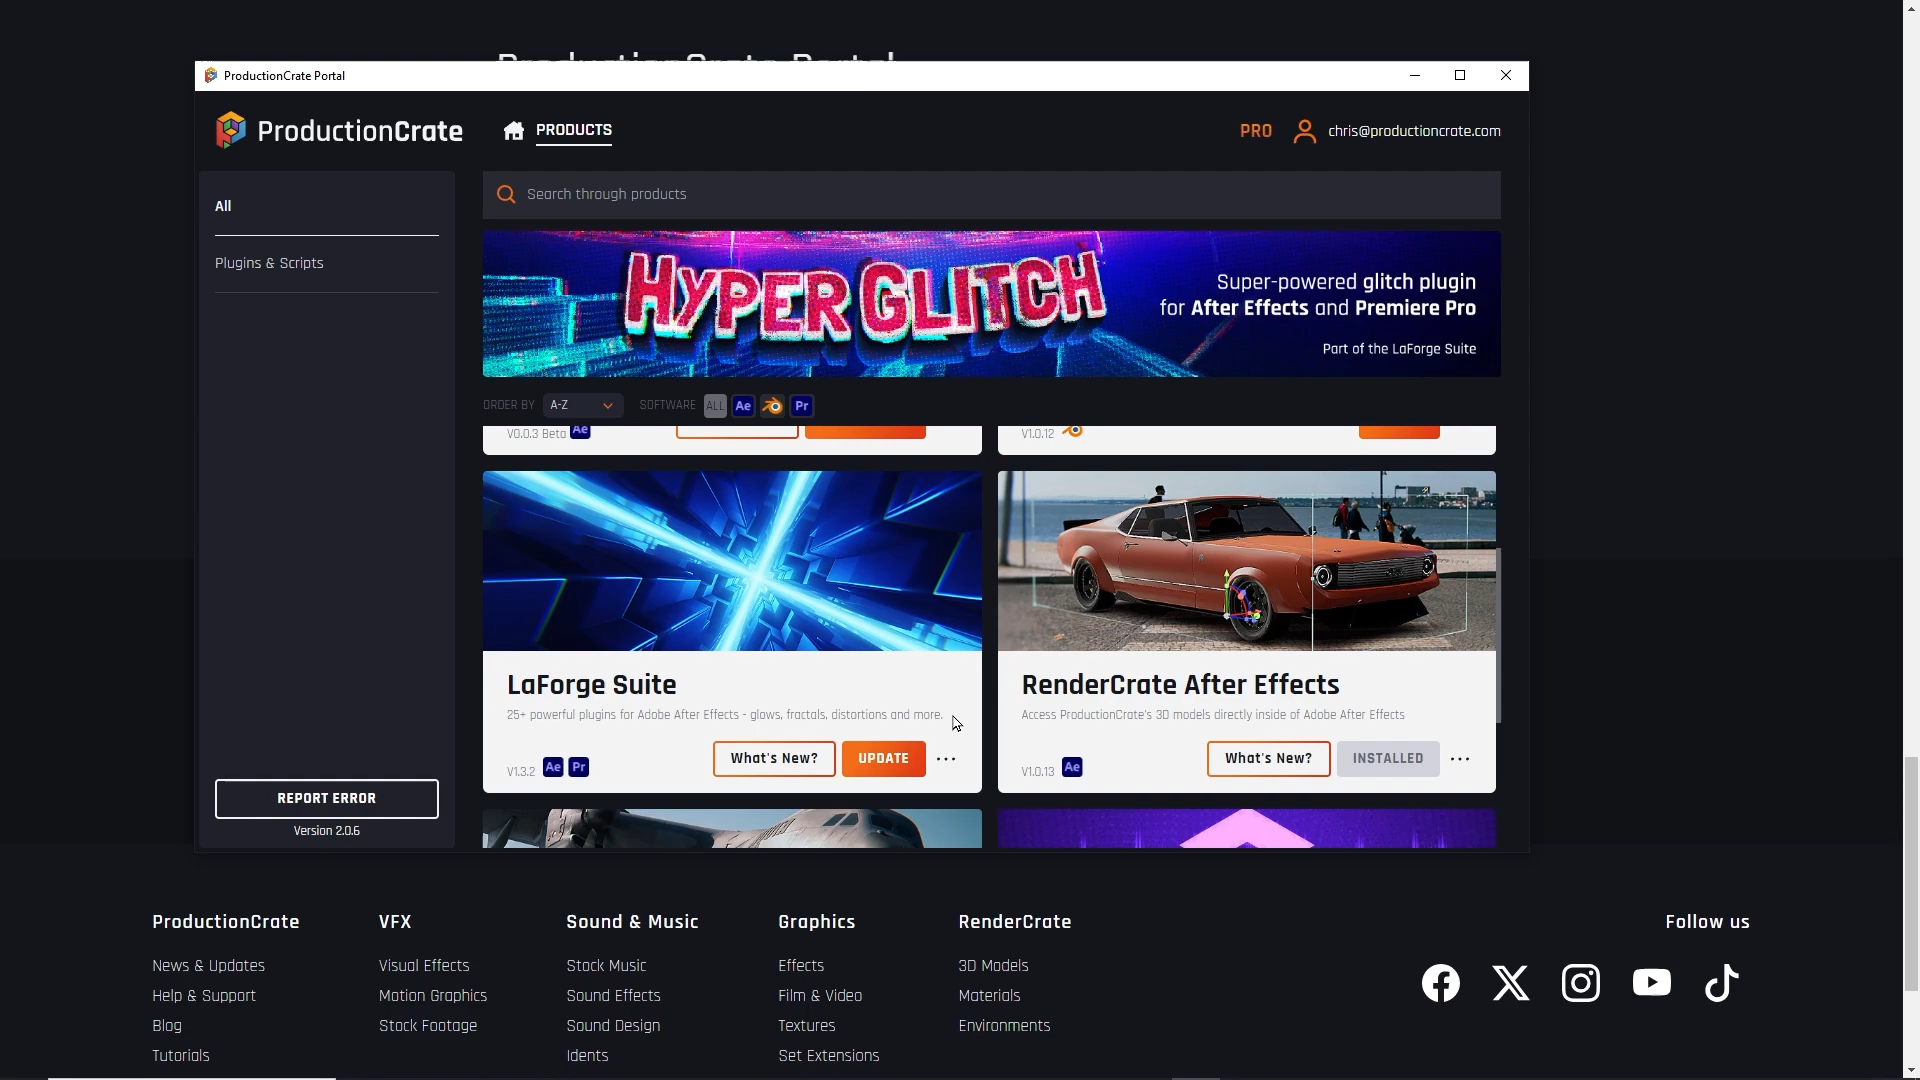 ProductionCrate Portal
ProductionCrate Portal
ProductionCrate
PRODUCTS
PRO
chris@productioncrate.com
All
Plugins & Scripts
Search through products
HYPER GLITCH
Super-powered glitch plugin
for After Effects and Premiere Pro
Part of the LaForge Suite
ORDER BY
A-Z
SOFTWARE
ALL
Ae
Pr
V0.0.3 Beta
Ae
V1.0.12
LaForge Suite
25+ powerful plugins for Adobe After Effects - glows, fractals, distortions and more.
V1.3.2
Ae
Pr
What's New?
UPDATE
RenderCrate After Effects
Access ProductionCrate's 3D models directly inside of Adobe After Effects
V1.0.13
Ae
What's New?
INSTALLED
REPORT ERROR
Version 2.0.6
ProductionCrate
News & Updates
Help & Support
Blog
Tutorials
VFX
Visual Effects
Motion Graphics
Stock Footage
Sound & Music
Stock Music
Sound Effects
Sound Design
Idents
Graphics
Effects
Film & Video
Textures
Set Extensions
RenderCrate
3D Models
Materials
Environments
Follow us